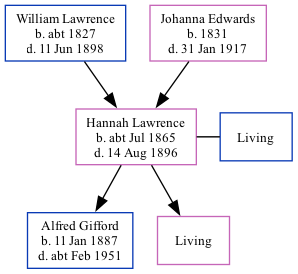 William Lawrence
b. abt 1827
d. 11 Jun 1898
Johanna Edwards
b. 1831
d. 31 Jan 1917
Hannah Lawrence
b. abt Jul 1865
d. 14 Aug 1896
Living
Alfred Gifford
b. 11 Jan 1887
d. abt Feb 1951
Living